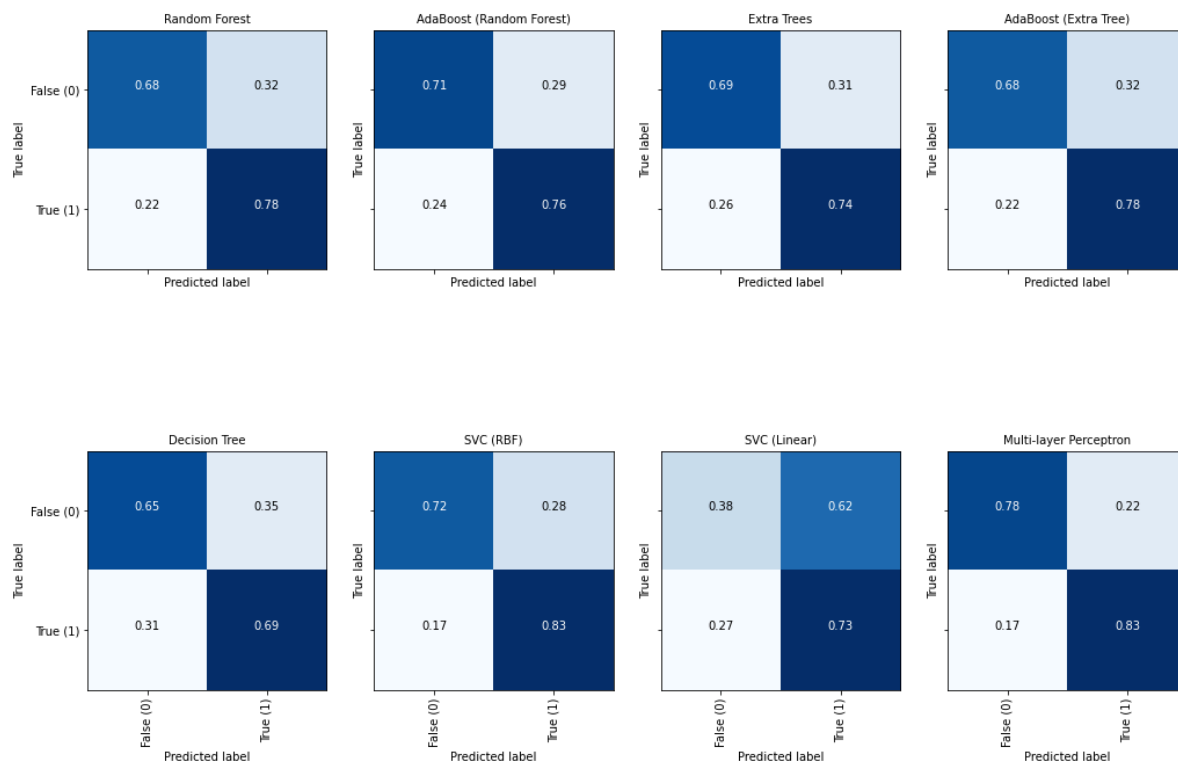 Random Forest
AdaBoost (Random Forest)
Extra Trees
AdaBoost (Extra Tree)
True label
False (0)
True (1)
0.68
0.32
0.22
0.78
Predicted label
True label
0.71
0.29
0.24
0.76
Predicted label
True label
0.69
0.31
0.26
0.74
Predicted label
True label
0.68
0.32
0.22
0.78
Predicted label
Decision Tree
SVC (RBF)
SVC (Linear)
Multi-layer Perceptron
True label
False (0)
True (1)
0.65
0.35
0.31
0.69
False (0)
True (1)
Predicted label
True label
0.72
0.28
0.17
0.83
False (0)
True (1)
Predicted label
True label
0.38
0.62
0.27
0.73
False (0)
True (1)
Predicted label
True label
0.78
0.22
0.17
0.83
False (0)
True (1)
Predicted label